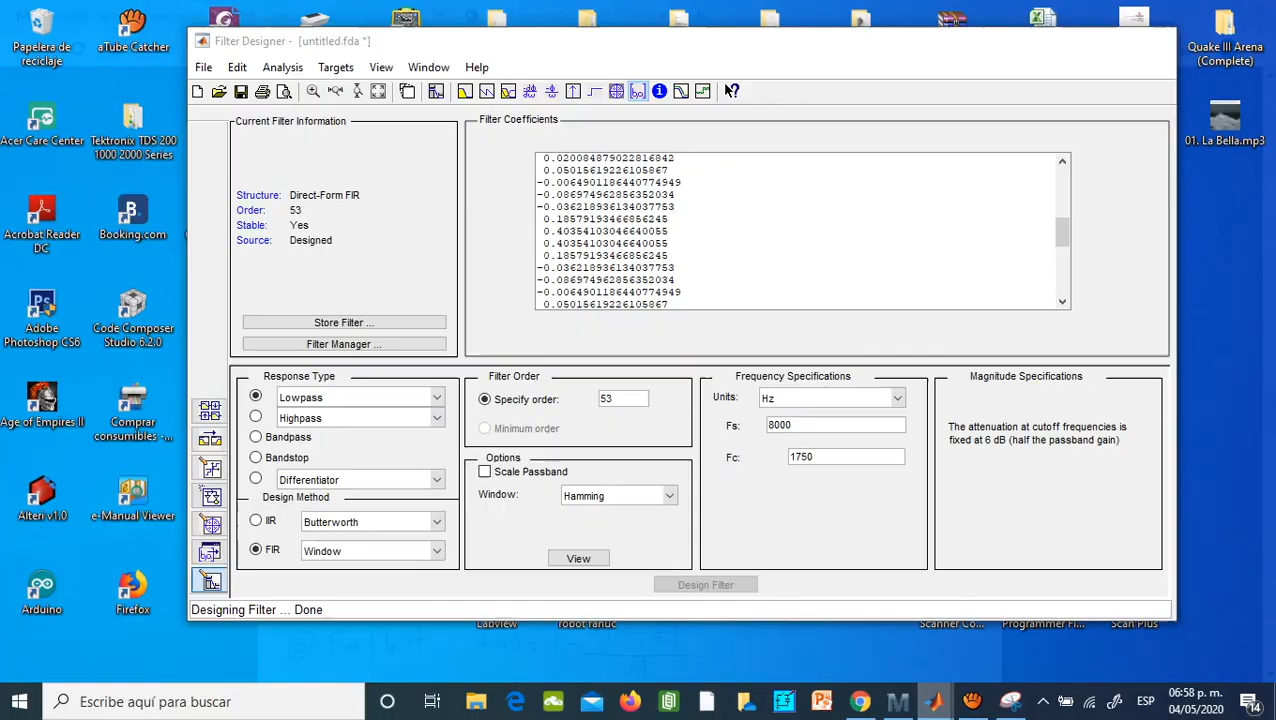 Papelera de
reciclaje
aTube Catcher
Quake III Arena
(Complete)
Filter Designer - [untitled.fda *]
File Edit Analysis Targets View Window Help
Acer Care Center
Tektronix TDS 200
1000 2000 Series
01. La Bella.mp3
Current Filter Information
Structure: Direct-Form FIR
Order: 53
Stable: Yes
Source: Designed
Store Filter ...
Filter Manager ...
Filter Coefficients
0.020084879022816842
0.05015619226105867
-0.0064901186440774949
-0.086974962856352034
-0.036218936134037753
0.18579193466856245
0.40354103046640055
0.40354103046640055
0.18579193466856245
-0.036218936134037753
-0.086974962856352034
-0.0064901186440774949
0.05015619226105867
Acrobat Reader
DC
Booking.com
Adobe
Photoshop CS6
Code Composer
Studio 6.2.0
Age of Empires II
Comprar
consumibles -...
Alteri v1.0
e-Manual Viewer
Arduino
Firefox
Response Type
Lowpass
Highpass
Bandpass
Bandstop
Differentiator
Design Method
IIR Butterworth
FIR Window
Filter Order
Specify order: 53
Minimum order
Options
Scale Passband
Window: Hamming
View
Frequency Specifications
Units: Hz
Fs: 8000
Fc: 1750
Magnitude Specifications
The attenuation at cutoff frequencies is
fixed at 6 dB (half the passband gain)
Design Filter
Designing Filter ... Done
Labview
robot fanuc
Scanner Co...
Programmer Fi...
Scan Plus
Escribe aquí para buscar
ESP
06:58 p. m.
04/05/2020
14